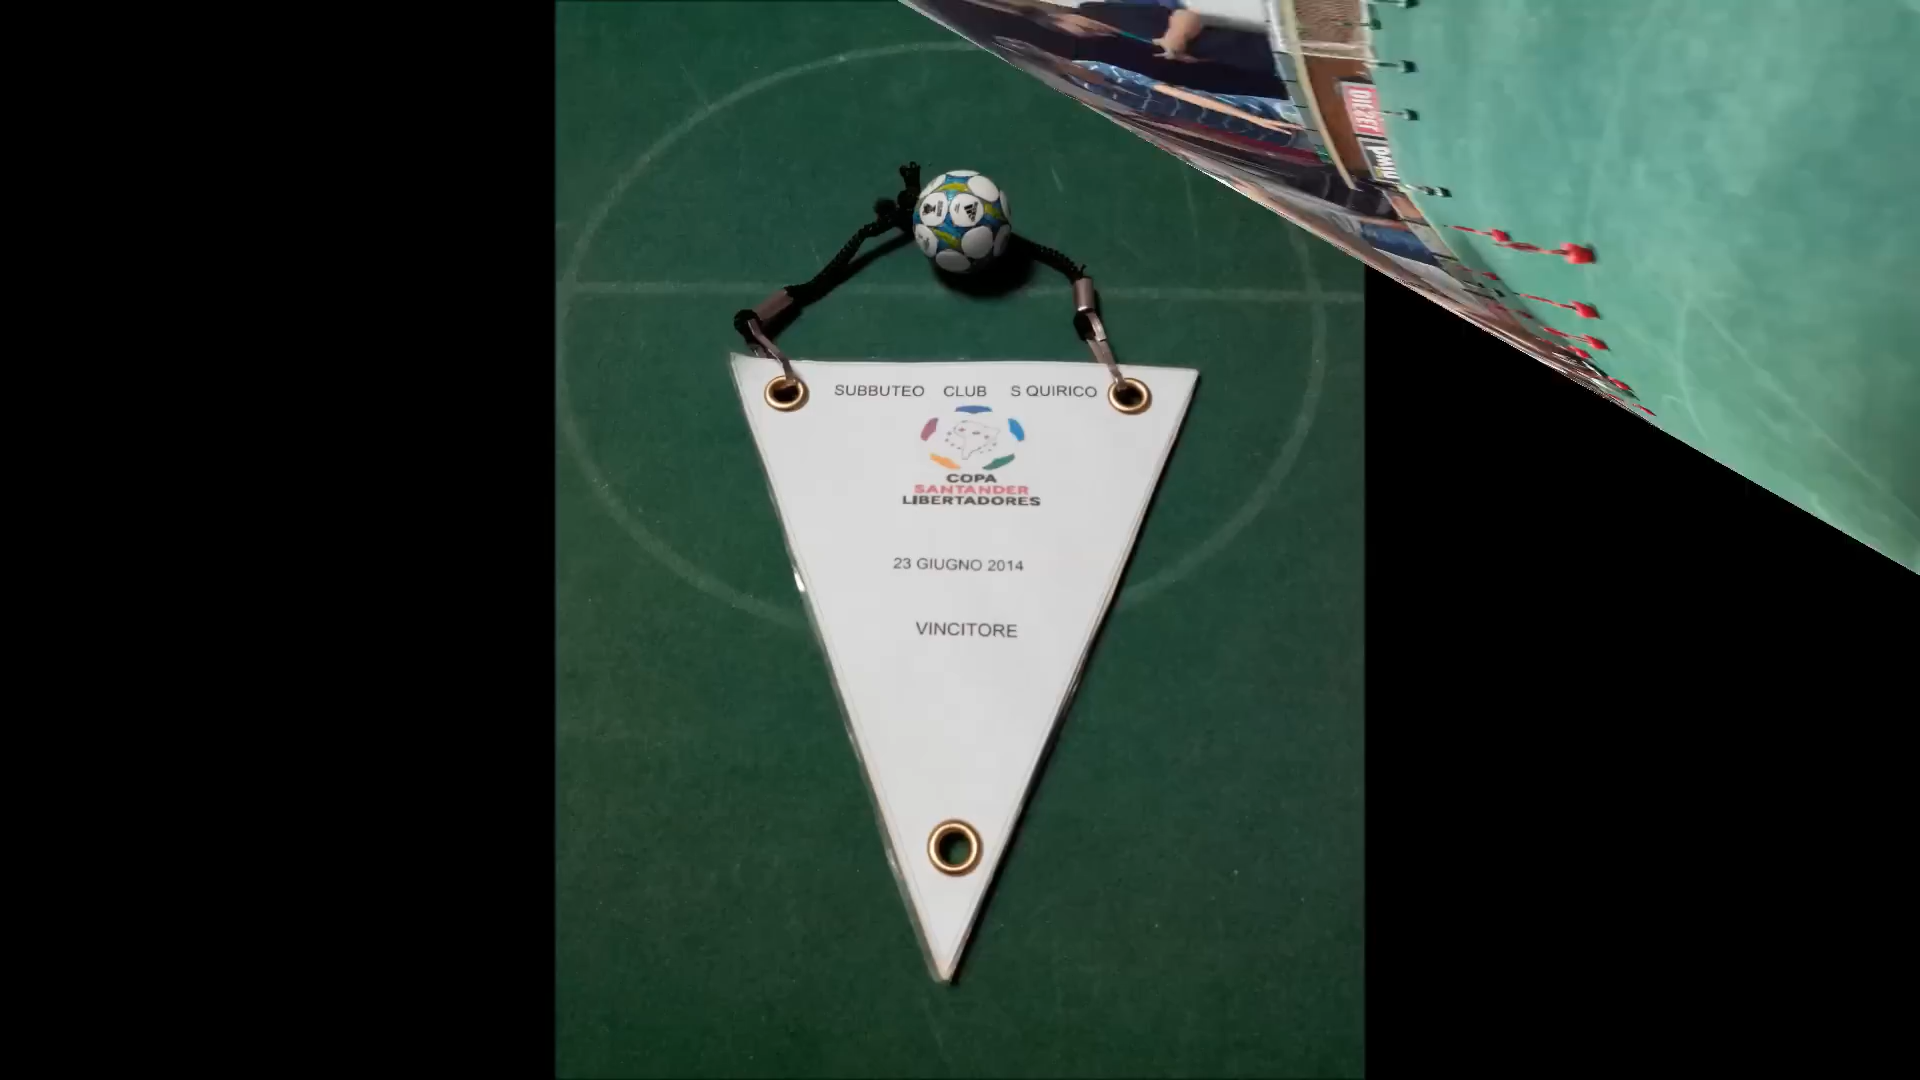 SUBBUTEO CLUB S QUIRICO
COPA
SANTANDER
LIBERTADORES
23 GIUGNO 2014
VINCITORE